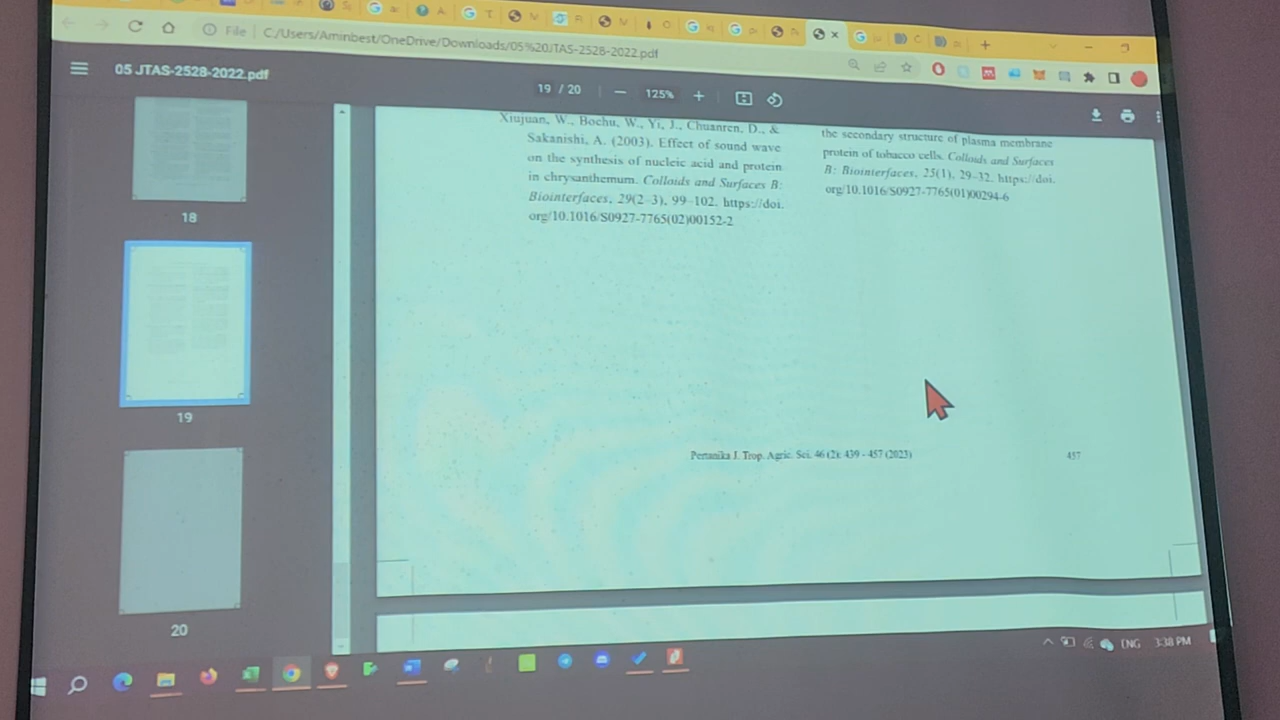 File
C:/Users/Aminbest/OneDrive/Downloads/05%20JTAS-2528-2022.pdf
05 JTAS-2528-2022.pdf
19 / 20
125%
18
19
20
Xiujuan, W., Bochu, W., Yi, J., Chuanren, D., &
Sakanishi, A. (2003). Effect of sound wave
on the synthesis of nucleic acid and protein
in chrysanthemum. Colloids and Surfaces B:
Biointerfaces, 29(2–3), 99–102. https://doi.
org/10.1016/S0927-7765(02)00152-2
the secondary structure of plasma membrane
protein of tobacco cells. Colloids and Surfaces
B: Biointerfaces, 25(1), 29–32. https://doi.
org/10.1016/S0927-7765(01)00294-6
Pertanika J. Trop. Agric. Sci. 46 (2): 439 - 457 (2023)
457
ENG
3:38 PM